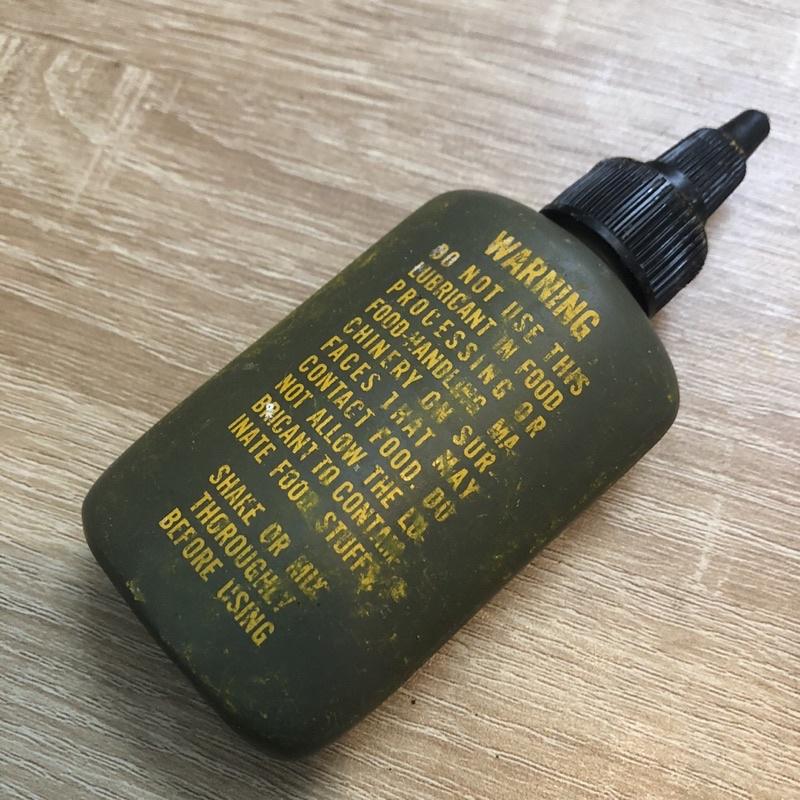 WARNING
DO NOT USE THIS
LUBRICANT IN FOOD
PROCESSING OR
FOOD-HANDLING MA-
CHINERY ON SUR-
FACES THAT MAY
CONTACT FOOD. DO
NOT ALLOW THE LU-
BRICANT TO CONTAM-
INATE FOOD STUFFS
SHAKE OR MIX
THOROUGHLY
BEFORE USING